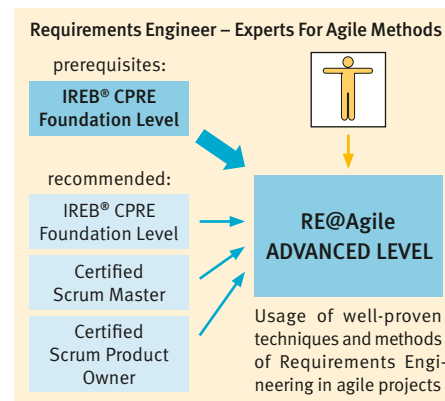 Requirements Engineer – Experts For Agile Methods
prerequisites:
IREB® CPRE
Foundation Level
recommended:
IREB® CPRE
Foundation Level
Certified
Scrum Master
Certified
Scrum Product
Owner
RE@Agile
ADVANCED LEVEL
Usage of well-proven
techniques and methods
of Requirements Engi-
neering in agile projects